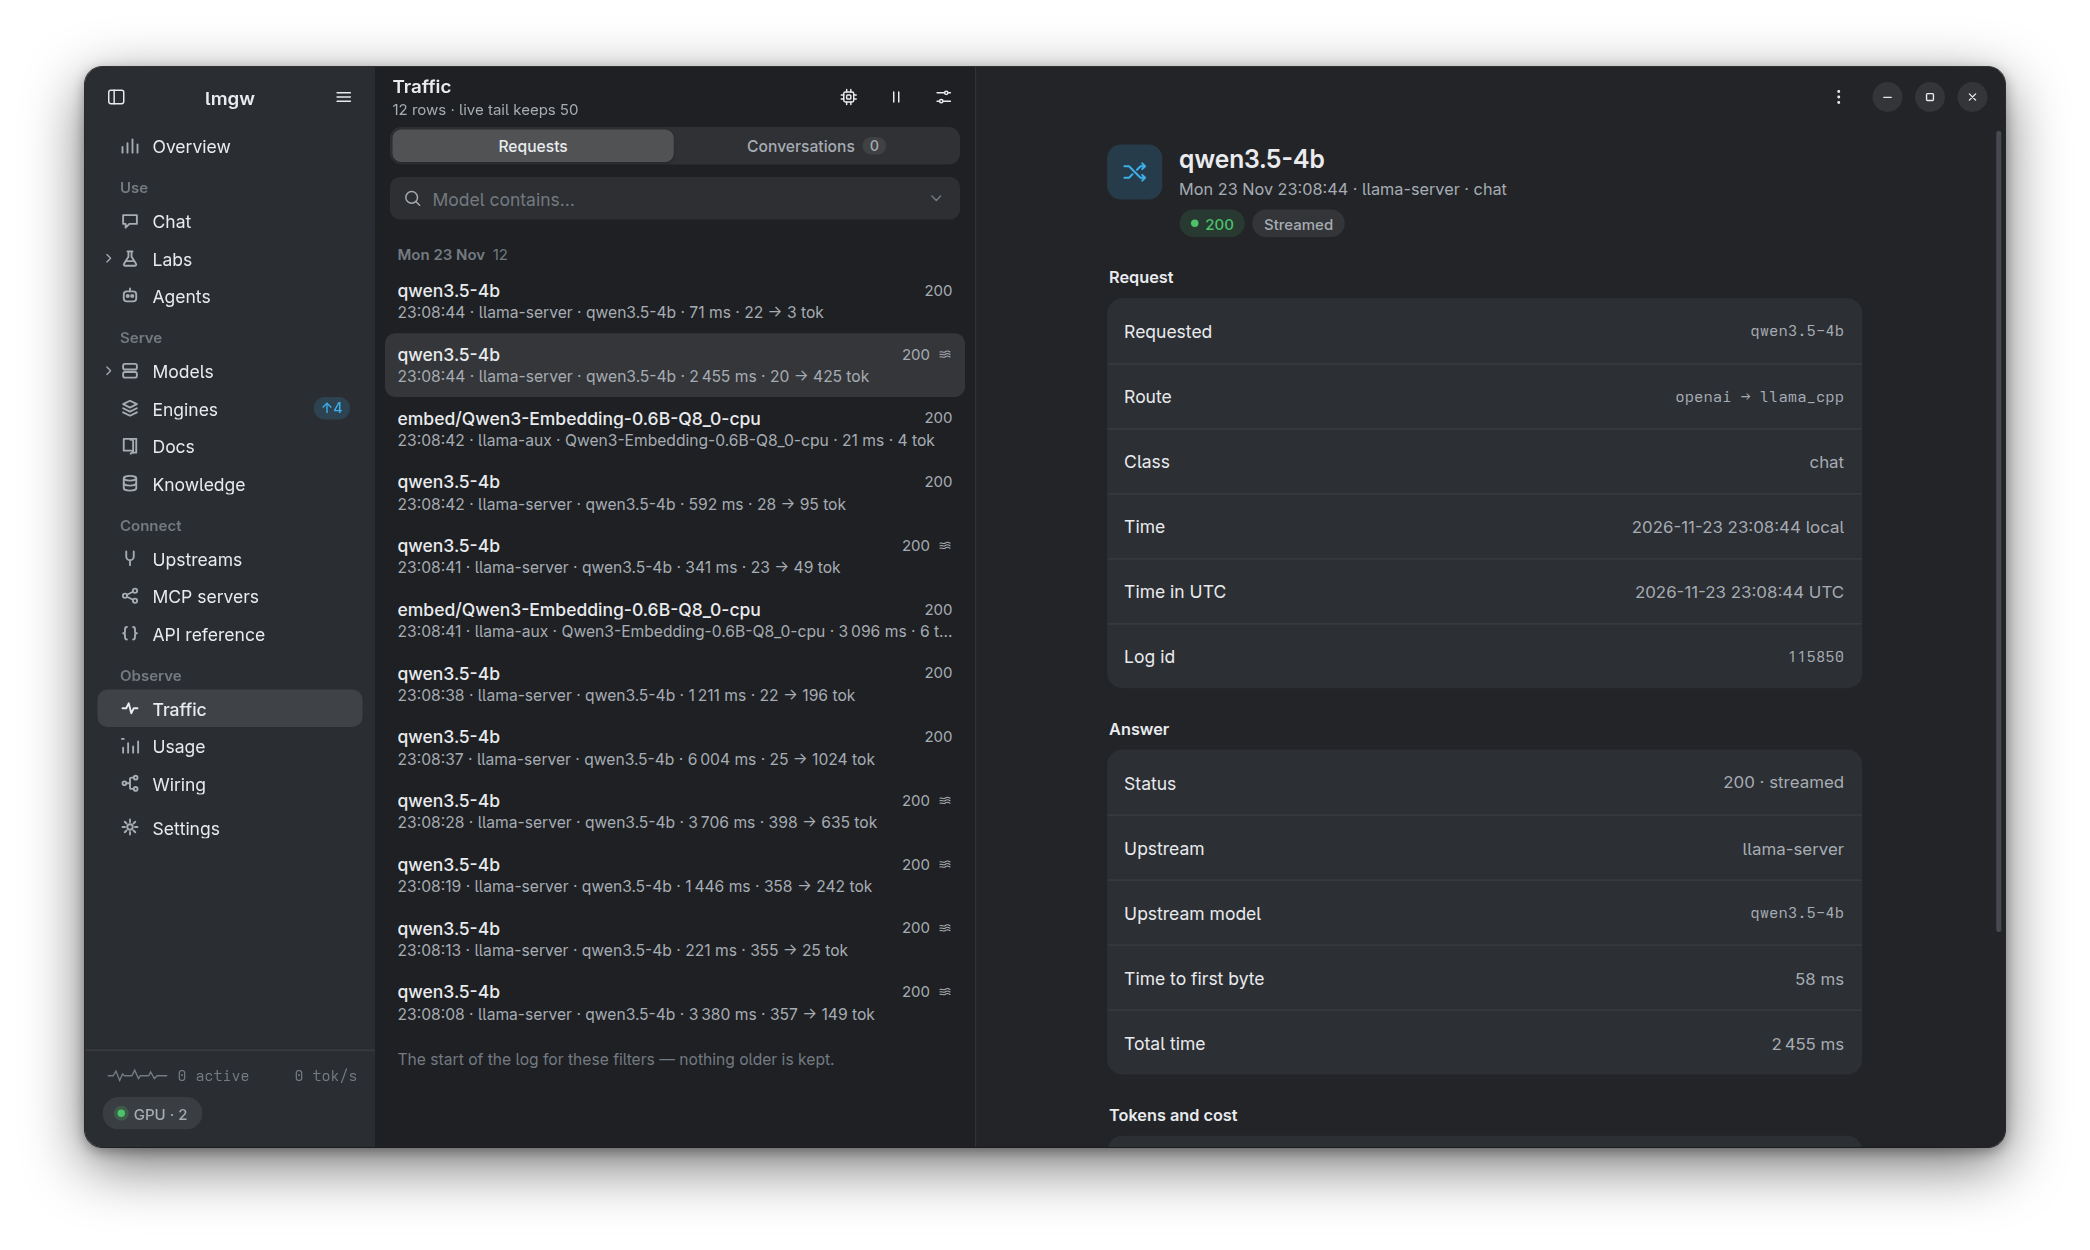 lmgw
Overview
Use
Chat
Labs
Agents
Serve
Models
Engines
↑4
Docs
Knowledge
Connect
Upstreams
MCP servers
API reference
Observe
Traffic
Usage
Wiring
Settings
0 active
0 tok/s
GPU · 2
Traffic
12 rows · live tail keeps 50
Requests
Conversations 0
Model contains...
Mon 23 Nov 12
qwen3.5-4b 200
23:08:44 · llama-server · qwen3.5-4b · 71 ms · 22 → 3 tok
qwen3.5-4b 200
23:08:44 · llama-server · qwen3.5-4b · 2 455 ms · 20 → 425 tok
embed/Qwen3-Embedding-0.6B-Q8_0-cpu 200
23:08:42 · llama-aux · Qwen3-Embedding-0.6B-Q8_0-cpu · 21 ms · 4 tok
qwen3.5-4b 200
23:08:42 · llama-server · qwen3.5-4b · 592 ms · 28 → 95 tok
qwen3.5-4b 200
23:08:41 · llama-server · qwen3.5-4b · 341 ms · 23 → 49 tok
embed/Qwen3-Embedding-0.6B-Q8_0-cpu 200
23:08:41 · llama-aux · Qwen3-Embedding-0.6B-Q8_0-cpu · 3 096 ms · 6 t...
qwen3.5-4b 200
23:08:38 · llama-server · qwen3.5-4b · 1 211 ms · 22 → 196 tok
qwen3.5-4b 200
23:08:37 · llama-server · qwen3.5-4b · 6 004 ms · 25 → 1024 tok
qwen3.5-4b 200
23:08:28 · llama-server · qwen3.5-4b · 3 706 ms · 398 → 635 tok
qwen3.5-4b 200
23:08:19 · llama-server · qwen3.5-4b · 1 446 ms · 358 → 242 tok
qwen3.5-4b 200
23:08:13 · llama-server · qwen3.5-4b · 221 ms · 355 → 25 tok
qwen3.5-4b 200
23:08:08 · llama-server · qwen3.5-4b · 3 380 ms · 357 → 149 tok
The start of the log for these filters — nothing older is kept.
qwen3.5-4b
Mon 23 Nov 23:08:44 · llama-server · chat
200
Streamed
Request
Requested qwen3.5-4b
Route openai → llama_cpp
Class chat
Time 2026-11-23 23:08:44 local
Time in UTC 2026-11-23 23:08:44 UTC
Log id 115850
Answer
Status 200 · streamed
Upstream llama-server
Upstream model qwen3.5-4b
Time to first byte 58 ms
Total time 2 455 ms
Tokens and cost